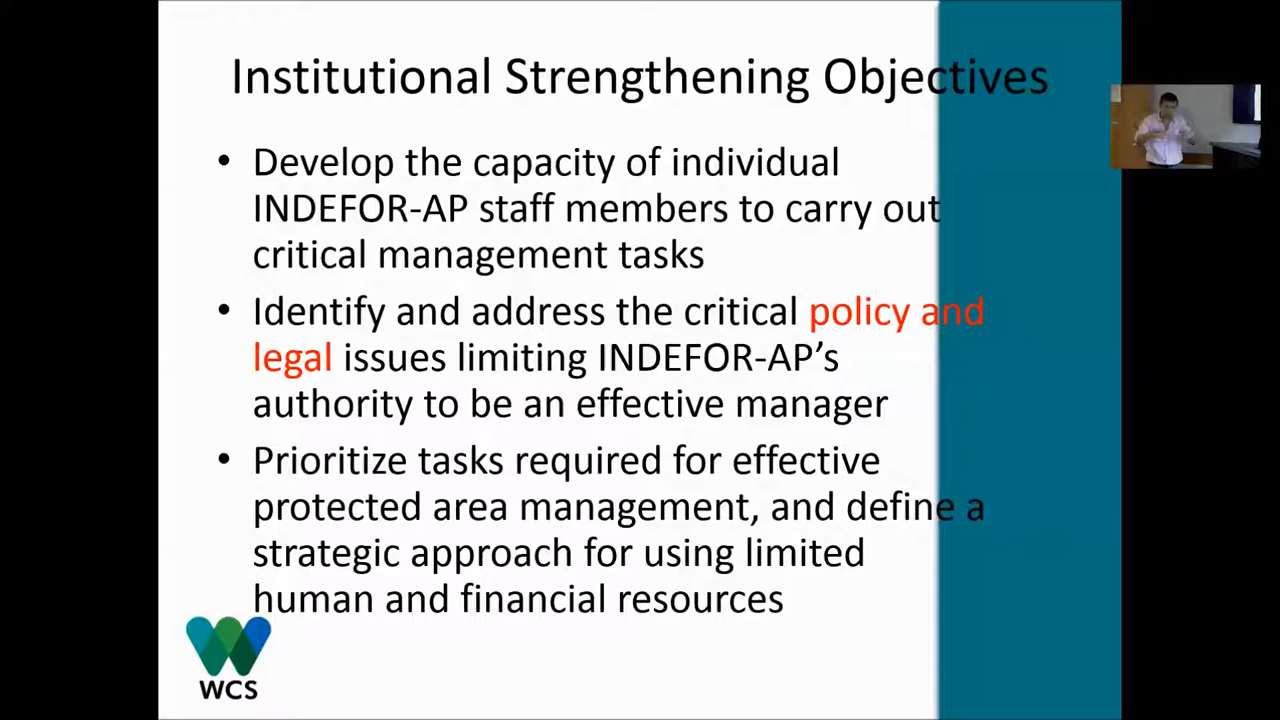 Institutional Strengthening Objectives
• Develop the capacity of individual
INDEFOR-AP staff members to carry out
critical management tasks
• Identify and address the critical policy and
legal issues limiting INDEFOR-AP’s
authority to be an effective manager
• Prioritize tasks required for effective
protected area management, and define a
strategic approach for using limited
human and financial resources
WCS